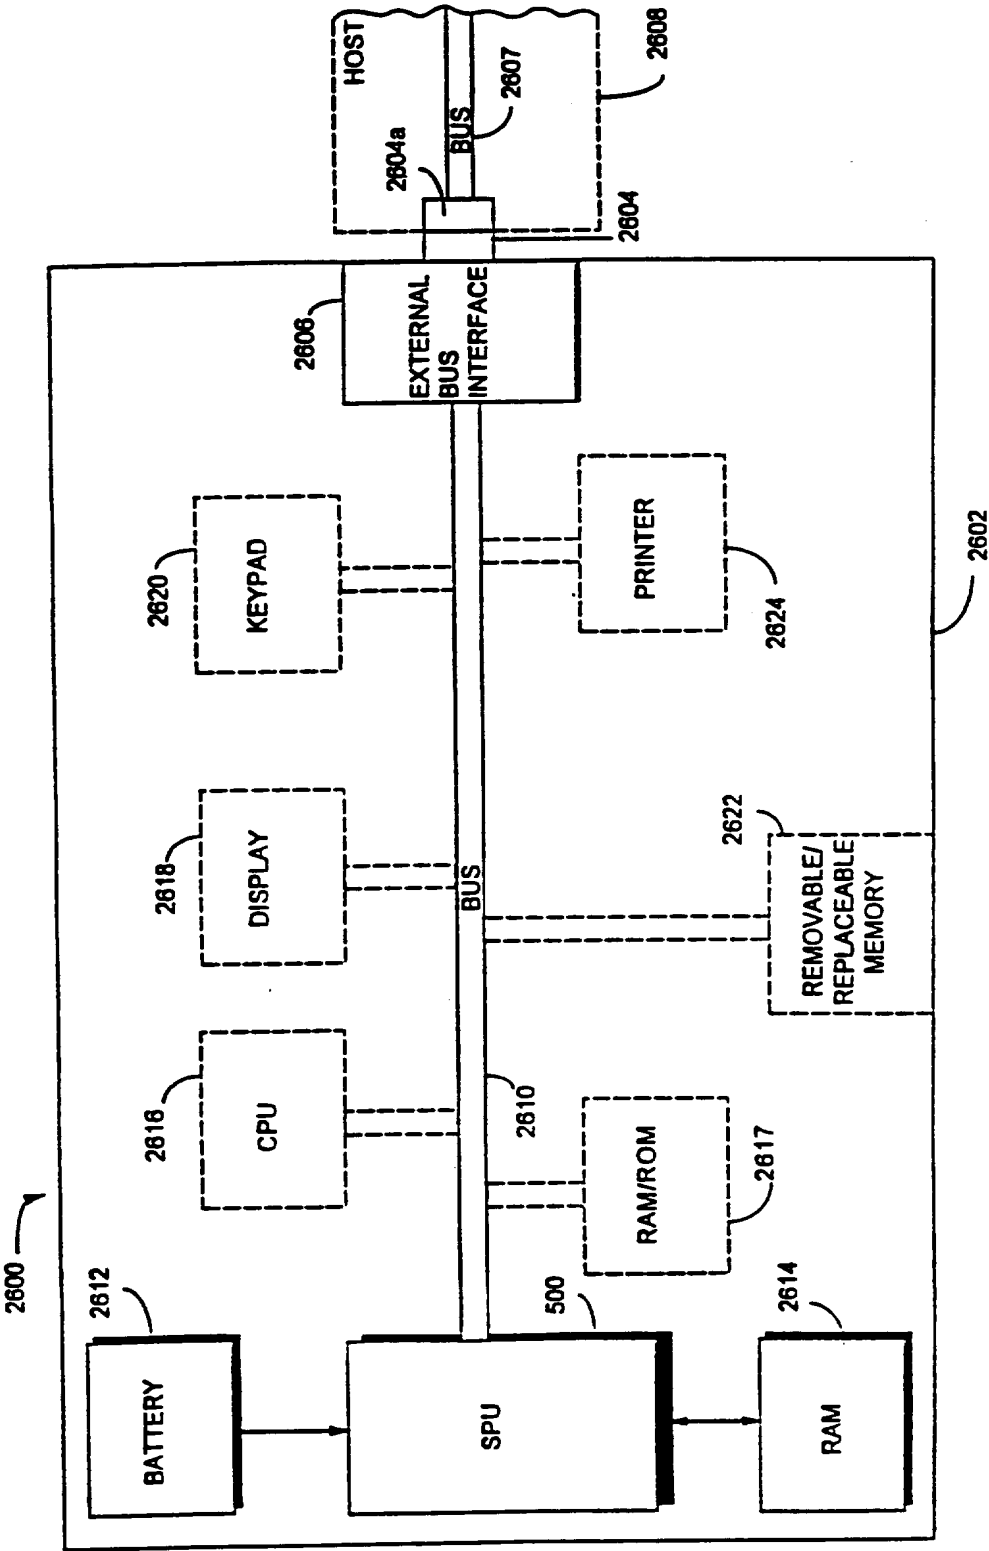 2600
2612
BATTERY
500
SPU
2614
RAM
2616
CPU
2618
DISPLAY
2620
KEYPAD
2610
BUS
2617
RAM/ROM
2622
REMOVABLE/
REPLACEABLE
MEMORY
2624
PRINTER
2606
EXTERNAL
BUS
INTERFACE
2602
2604
2604a
HOST
BUS
2607
2608